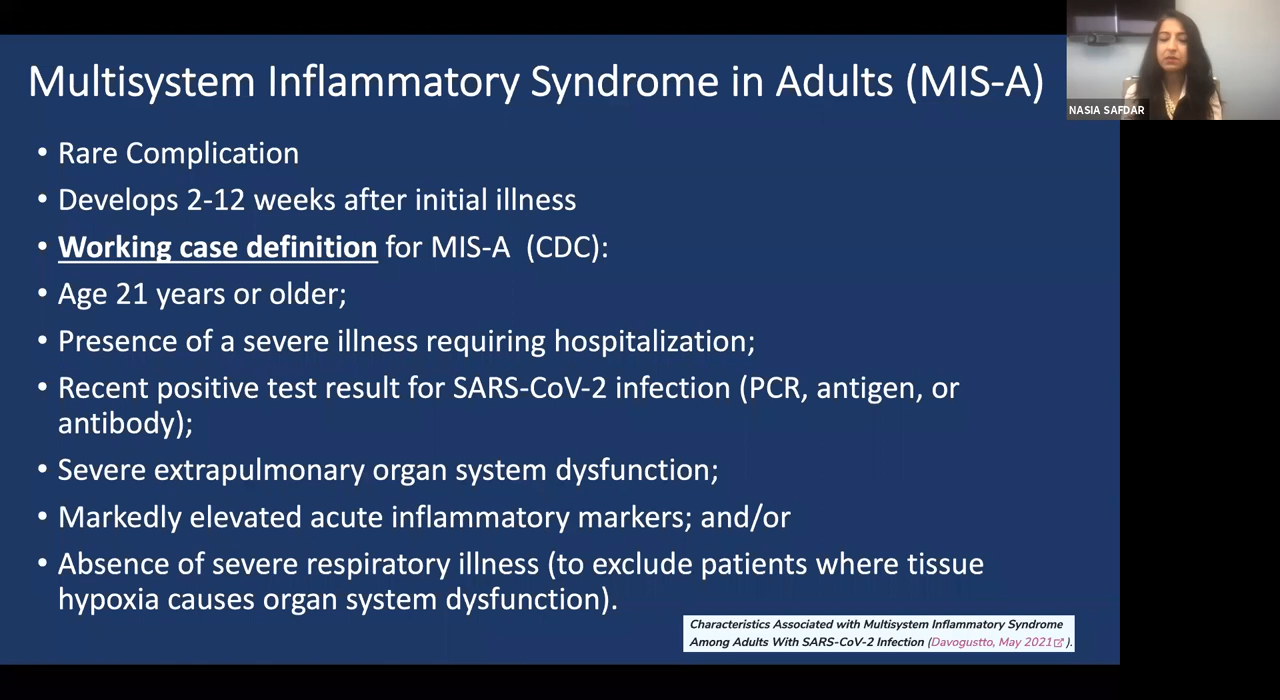 Multisystem Inflammatory Syndrome in Adults (MIS-A)
NASIA SAFDAR
• Rare Complication
• Develops 2-12 weeks after initial illness
• Working case definition for MIS-A (CDC):
• Age 21 years or older;
• Presence of a severe illness requiring hospitalization;
• Recent positive test result for SARS-CoV-2 infection (PCR, antigen, or
antibody);
• Severe extrapulmonary organ system dysfunction;
• Markedly elevated acute inflammatory markers; and/or
• Absence of severe respiratory illness (to exclude patients where tissue
hypoxia causes organ system dysfunction).
Characteristics Associated with Multisystem Inflammatory Syndrome
Among Adults With SARS-CoV-2 Infection (Davogustto, May 2021).